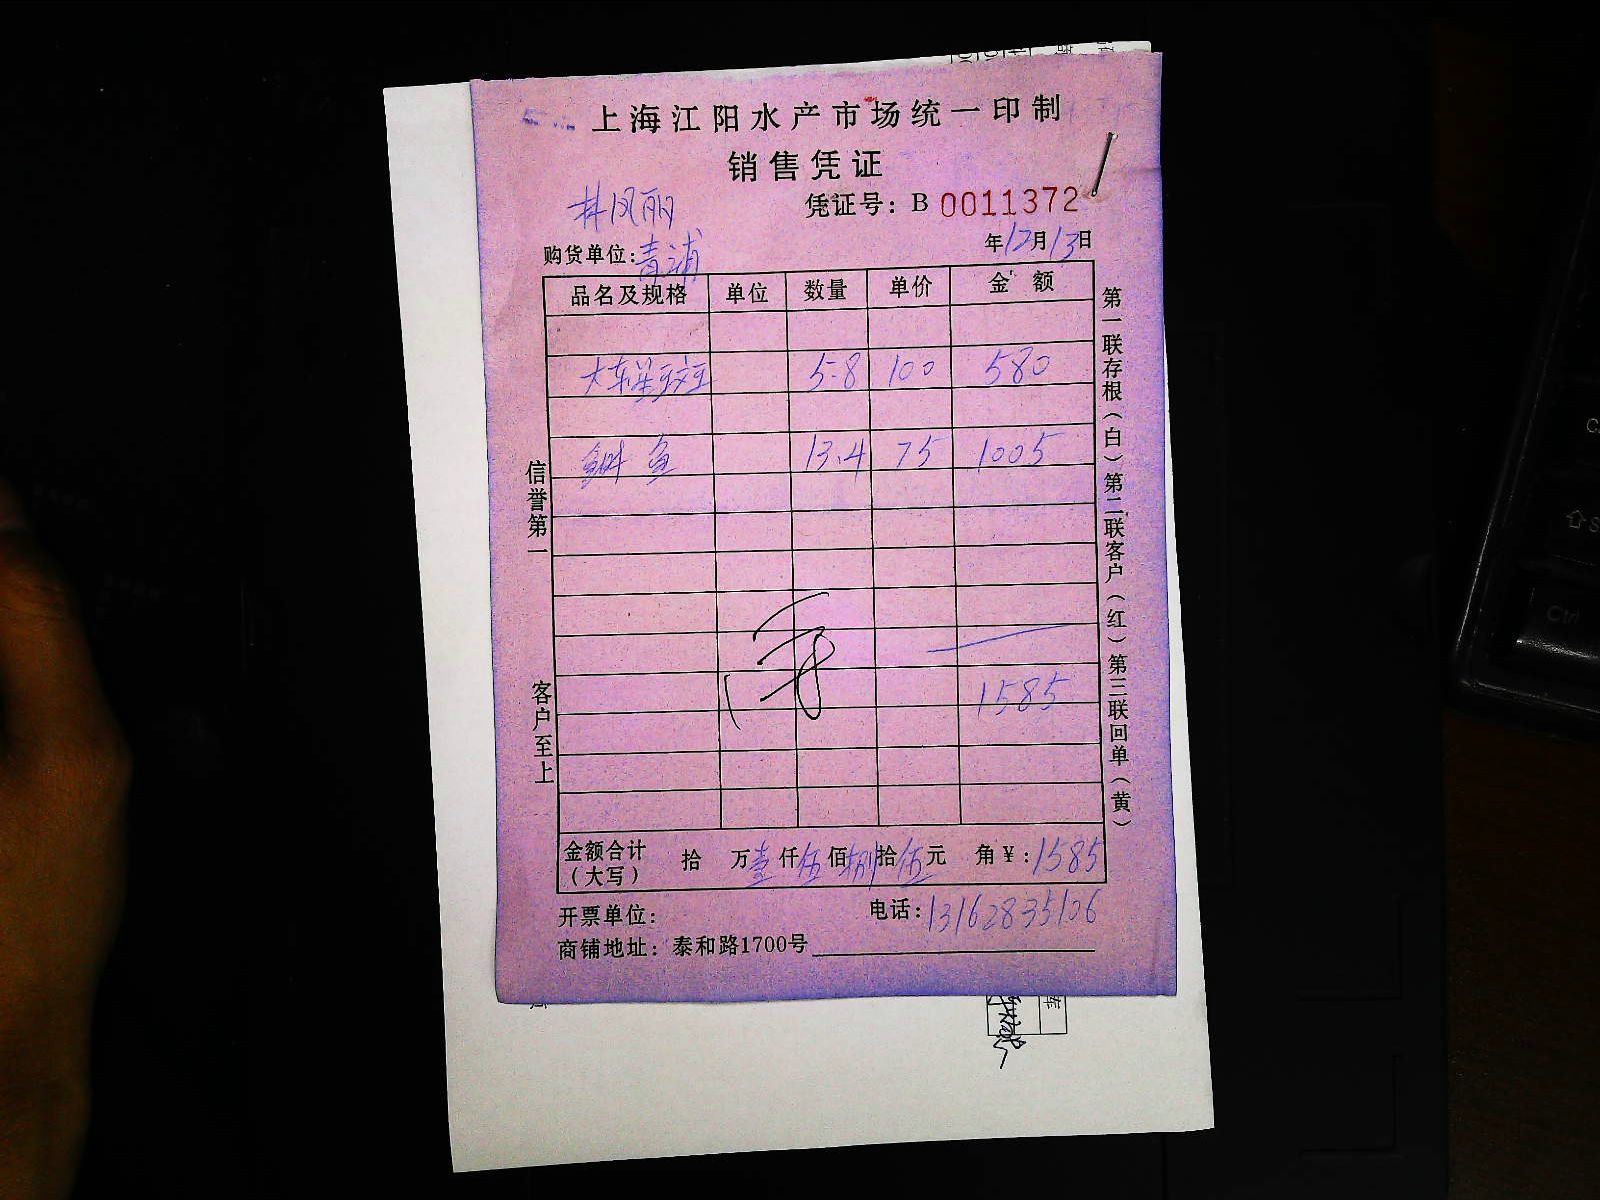 上海江阳水产市场统一印制
销售凭证
林凤丽
凭证号: B 0011372
购货单位: 青浦
年12月13日
品名及规格 单位 数量 单价 金 额
大东星斑 5.8 100 580
13.4 75 1005
1585
金额合计(大写) 拾 万壹仟伍佰捌拾伍元 角¥: 1585
开票单位:
电话: 13162835106
商铺地址: 泰和路1700号
信誉第一
客户至上
第一联存根(白)第二联客户(红)第三联回单(黄)
Ctrl